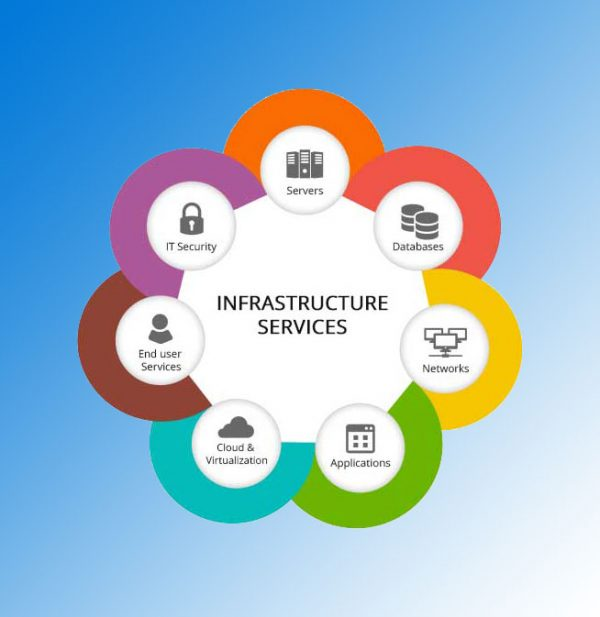 Servers
Databases
Networks
Applications
Cloud &
Virtualization
End user
Services
IT Security
INFRASTRUCTURE
SERVICES